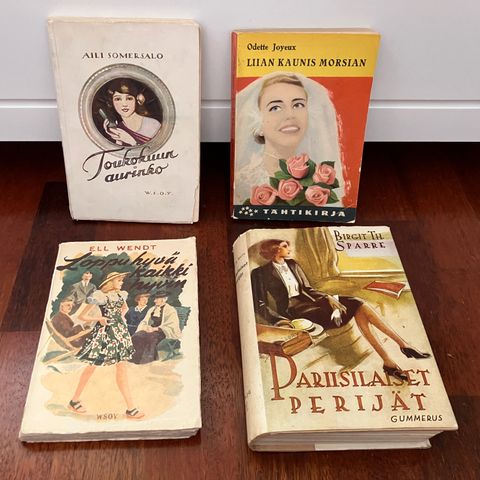 AILI SOMERSALO
Toukokuun
aurinko
W.S.O.Y.
Odette Joyeux
LIIAN KAUNIS MORSIAN
TÄHTIKIRJA
ELL WENDT
Loppu hyvä
kaikki
hyvin
WSOY
BIRGIT TH.
SPARRE
PARIISILAISET
PERIJÄT
GUMMERUS